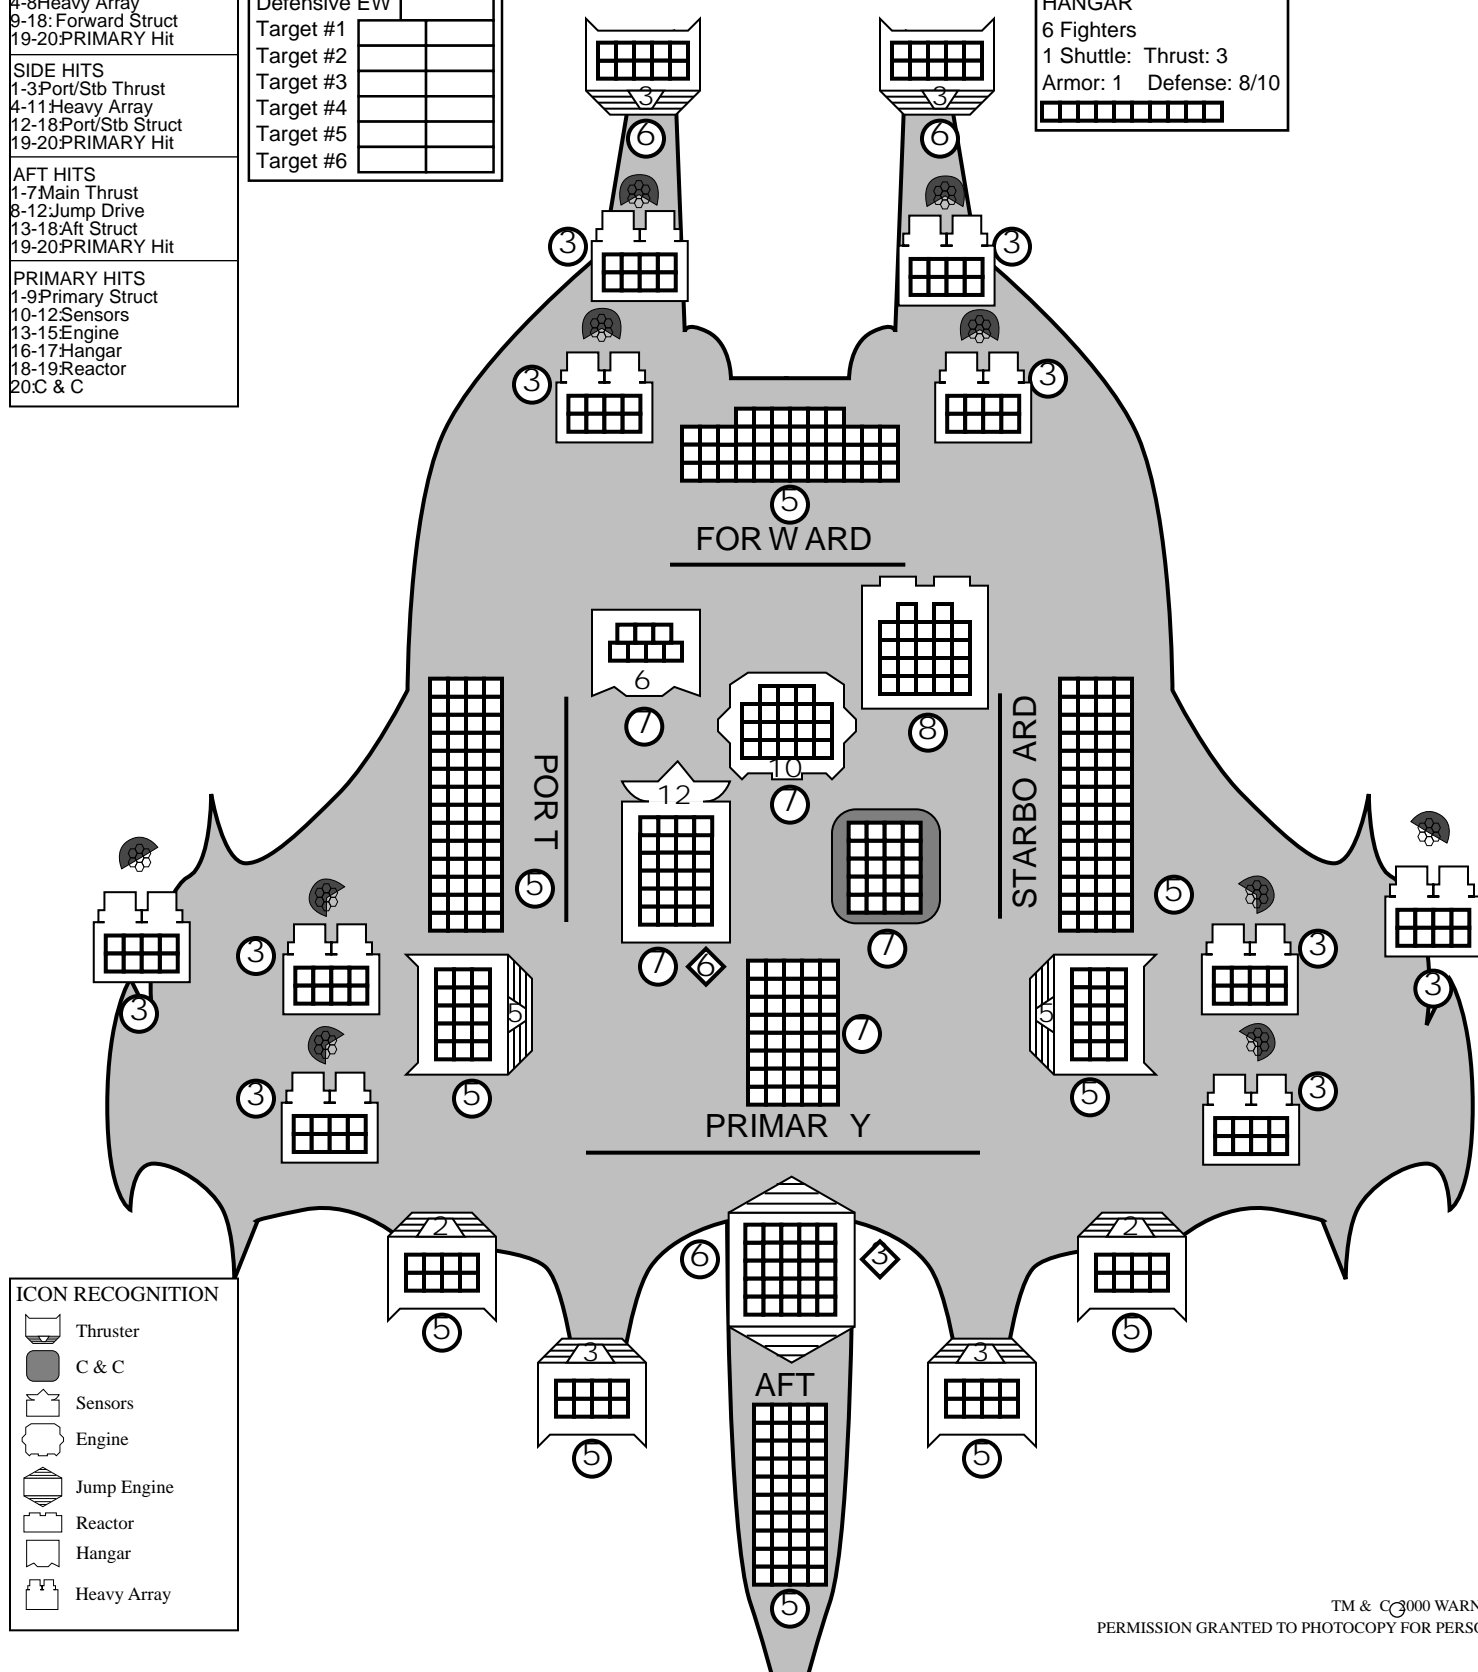 4-8Heavy Array
9-18: Forward Struct
19-20:PRIMARY Hit
SIDE HITS
1-3:Port/Stb Thrust
4-11:Heavy Array
12-18:Port/Stb Struct
19-20:PRIMARY Hit
AFT HITS
1-7:Main Thrust
8-12:Jump Drive
13-18:Aft Struct
19-20:PRIMARY Hit
PRIMARY HITS
1-9:Primary Struct
10-12:Sensors
13-15:Engine
16-17:Hangar
18-19:Reactor
20:C & C
Defensive EW
Target #1
Target #2
Target #3
Target #4
Target #5
Target #6
HANGAR
6 Fighters
1 Shuttle: Thrust: 3
Armor: 1 Defense: 8/10
3
3
6
6
3
3
3
3
5
FORWARD
6
7
8
10
7
12
PORT
STARBOARD
5
5
7
6
7
3
3
3
3
5
5
7
3
3
5
5
PRIMARY
2
2
6
3
5
5
3
3
AFT
5
5
5
ICON RECOGNITION
Thruster
C & C
Sensors
Engine
Jump Engine
Reactor
Hangar
Heavy Array
TM & C 2000 WARN
PERMISSION GRANTED TO PHOTOCOPY FOR PERSO